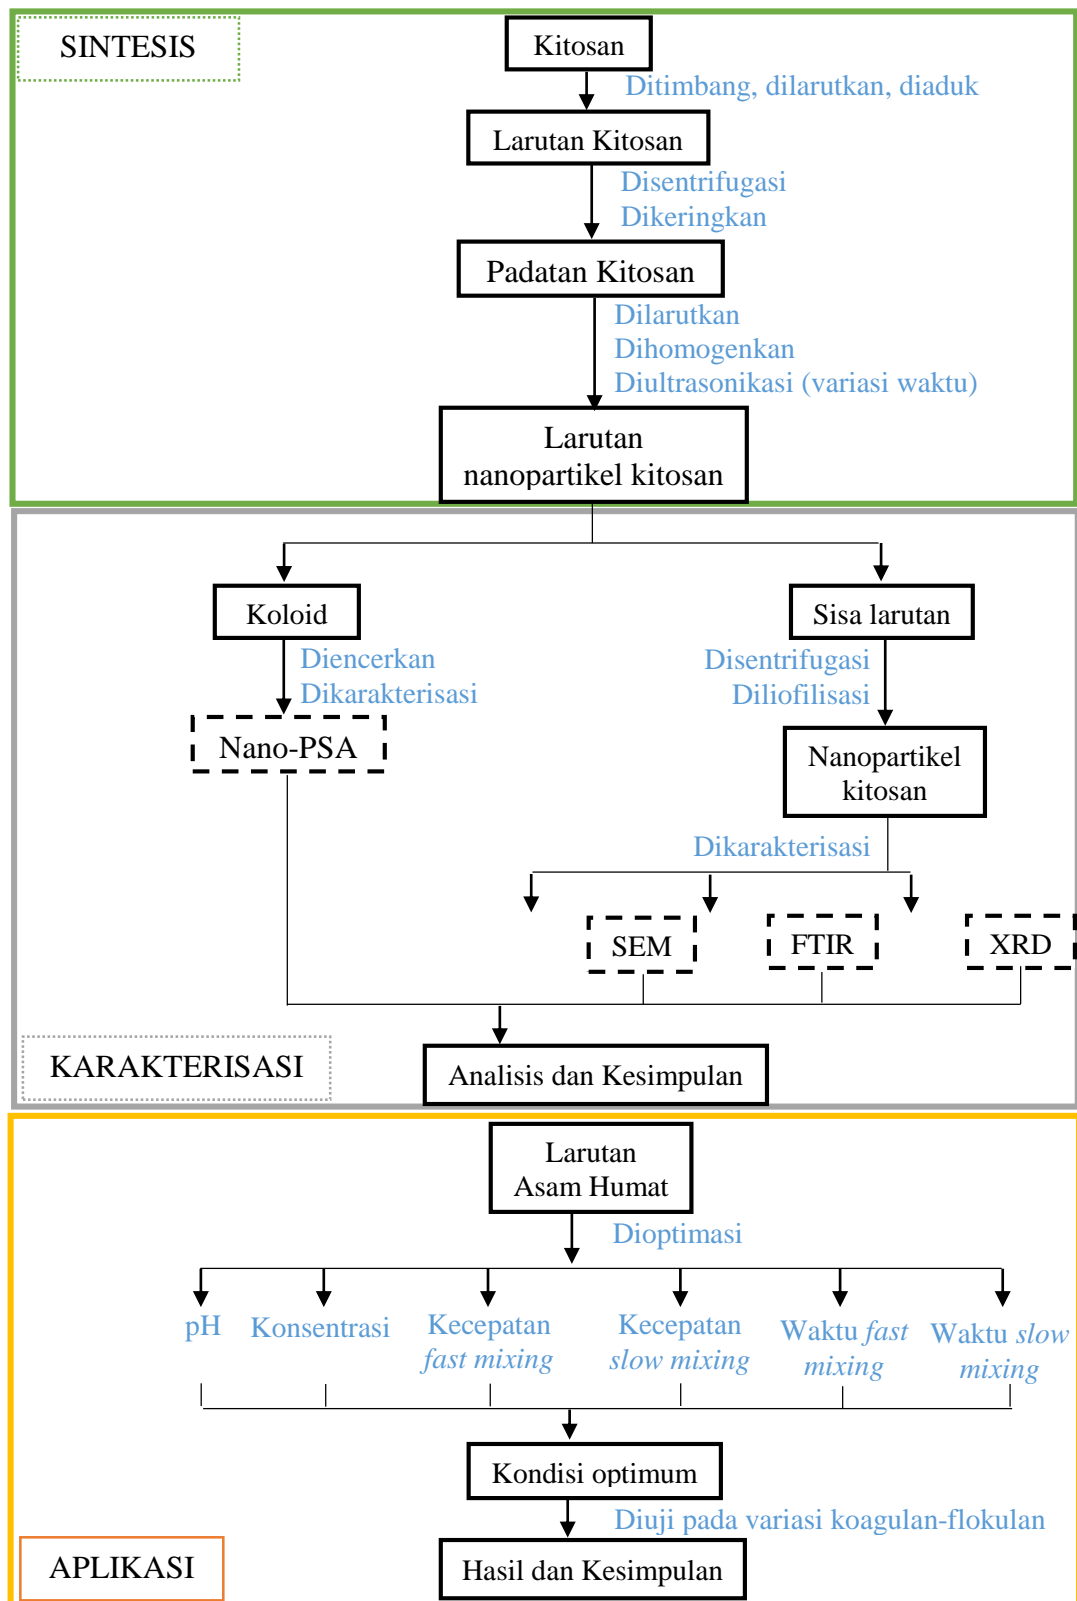 SINTESIS
Kitosan
Ditimbang, dilarutkan, diaduk
Larutan Kitosan
Disentrifugasi
Dikeringkan
Padatan Kitosan
Dilarutkan
Dihomogenkan
Diultrasonikasi (variasi waktu)
Larutan
nanopartikel kitosan
Koloid
Sisa larutan
Diencerkan
Dikarakterisasi
Disentrifugasi
Diliofilisasi
Nano-PSA
Nanopartikel
kitosan
Dikarakterisasi
SEM
FTIR
XRD
KARAKTERISASI
Analisis dan Kesimpulan
Larutan
Asam Humat
Dioptimasi
pH
Konsentrasi
Kecepatan
fast mixing
Kecepatan
slow mixing
Waktu fast
mixing
Waktu slow
mixing
Kondisi optimum
Diuji pada variasi koagulan-flokulan
APLIKASI
Hasil dan Kesimpulan